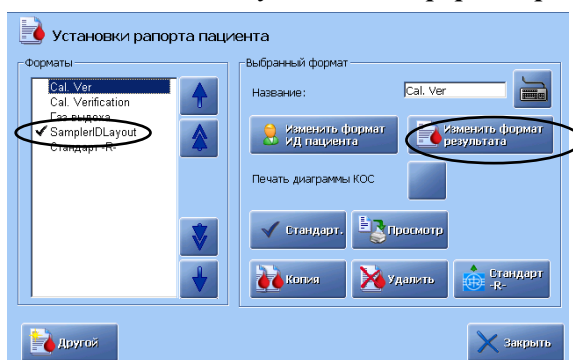 Установки рапорта пациента
Форматы
Cal. Ver
Cal. Verification
Газ выдоха
SamplerIDLayout
Стандарт -R-
Выбранный формат
Название:
Cal. Ver
Изменить формат
ИД пациента
Изменить формат
результата
Печать диаграммы КОС
Стандарт.
Просмотр
Копия
Удалить
Стандарт
-R-
Другой
Закрыть